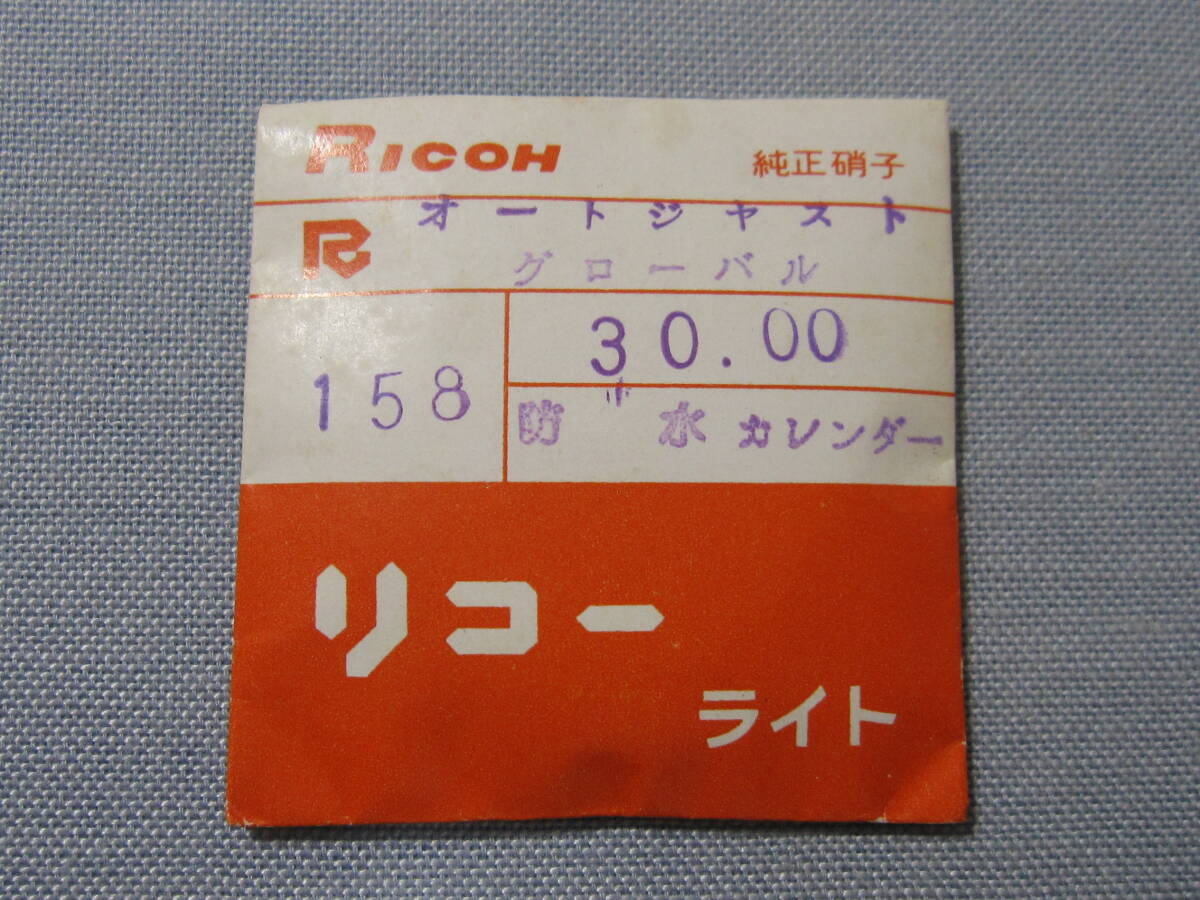 RICOH 純正硝子
オートジャスト
グローバル
158
30.00
防水カレンダー
リコー
ライト